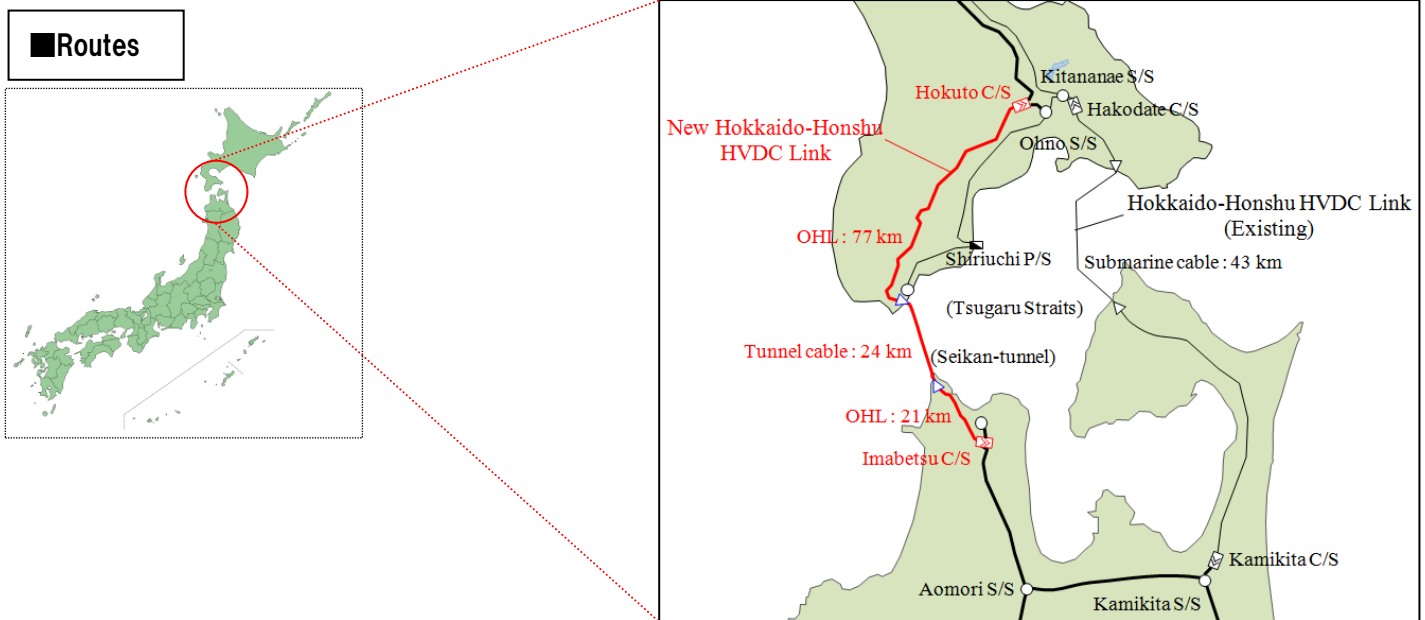 ■Routes
Kitananae S/S
Hokuto C/S
Hakodate C/S
New Hokkaido-Honshu
HVDC Link
Ohno S/S
Hokkaido-Honshu HVDC Link
(Existing)
OHL : 77 km
Shiriuchi P/S
Submarine cable : 43 km
(Tsugaru Straits)
Tunnel cable : 24 km
(Seikan-tunnel)
OHL : 21 km
Imabetsu C/S
Kamikita C/S
Aomori S/S
Kamikita S/S